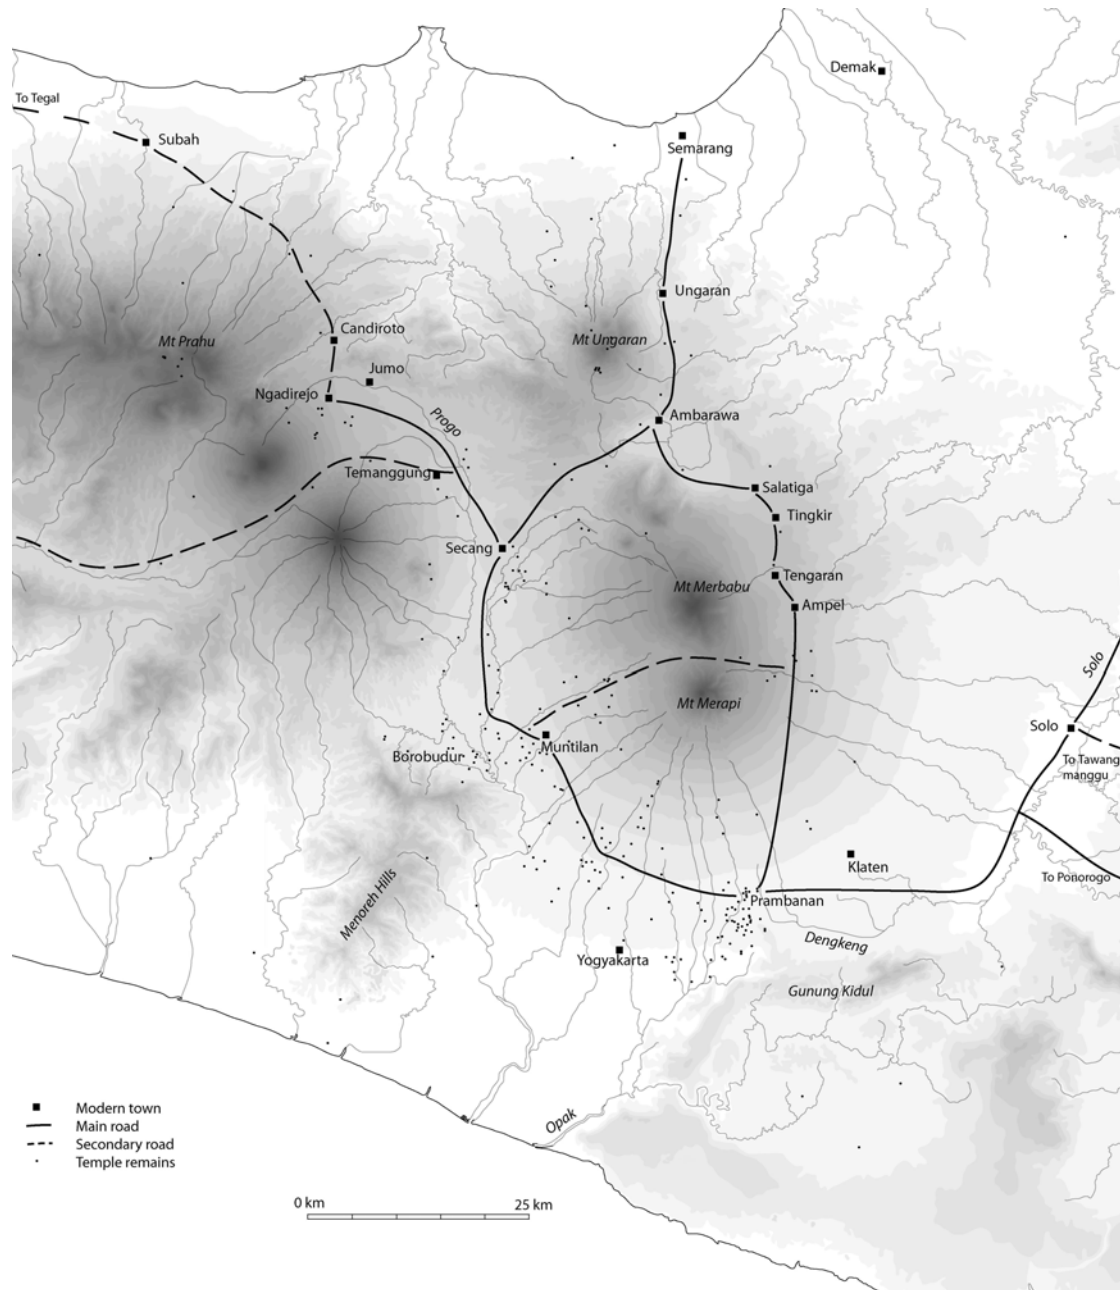 Demak
To Tegal
Subah
Semarang
Ungaran
Candiroto
Mt Prahu
Mt Ungaran
Jumo
Ngadirejo
Progo
Ambarawa
Temanggung
Salatiga
Tingkir
Secang
Tengaran
Mt Merbabu
Ampel
Solo
Mt Merapi
Solo
Muntilan
Borobudur
To Tawang
manggu
Klaten
To Ponorogo
Menoreh Hills
Prambanan
Dengkeng
Yogyakarta
Gunung Kidul
Opak
Modern town
Main road
Secondary road
Temple remains
0 km
25 km